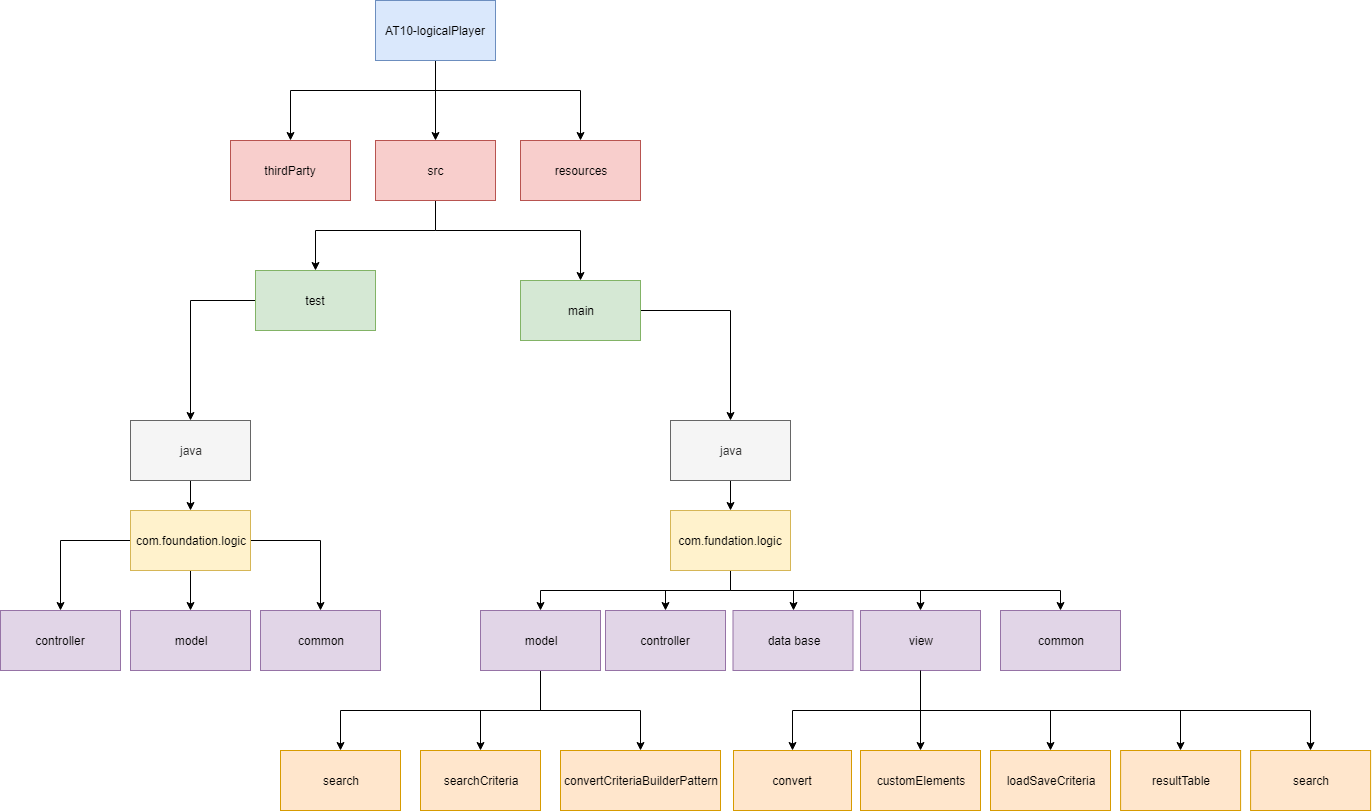 AT10-logicalPlayer
thirdParty
src
resources
test
main
java
java
com.foundation.logic
com.fundation.logic
controller
model
common
model
controller
data base
view
common
search
searchCriteria
convertCriteriaBuilderPattern
convert
customElements
loadSaveCriteria
resultTable
search